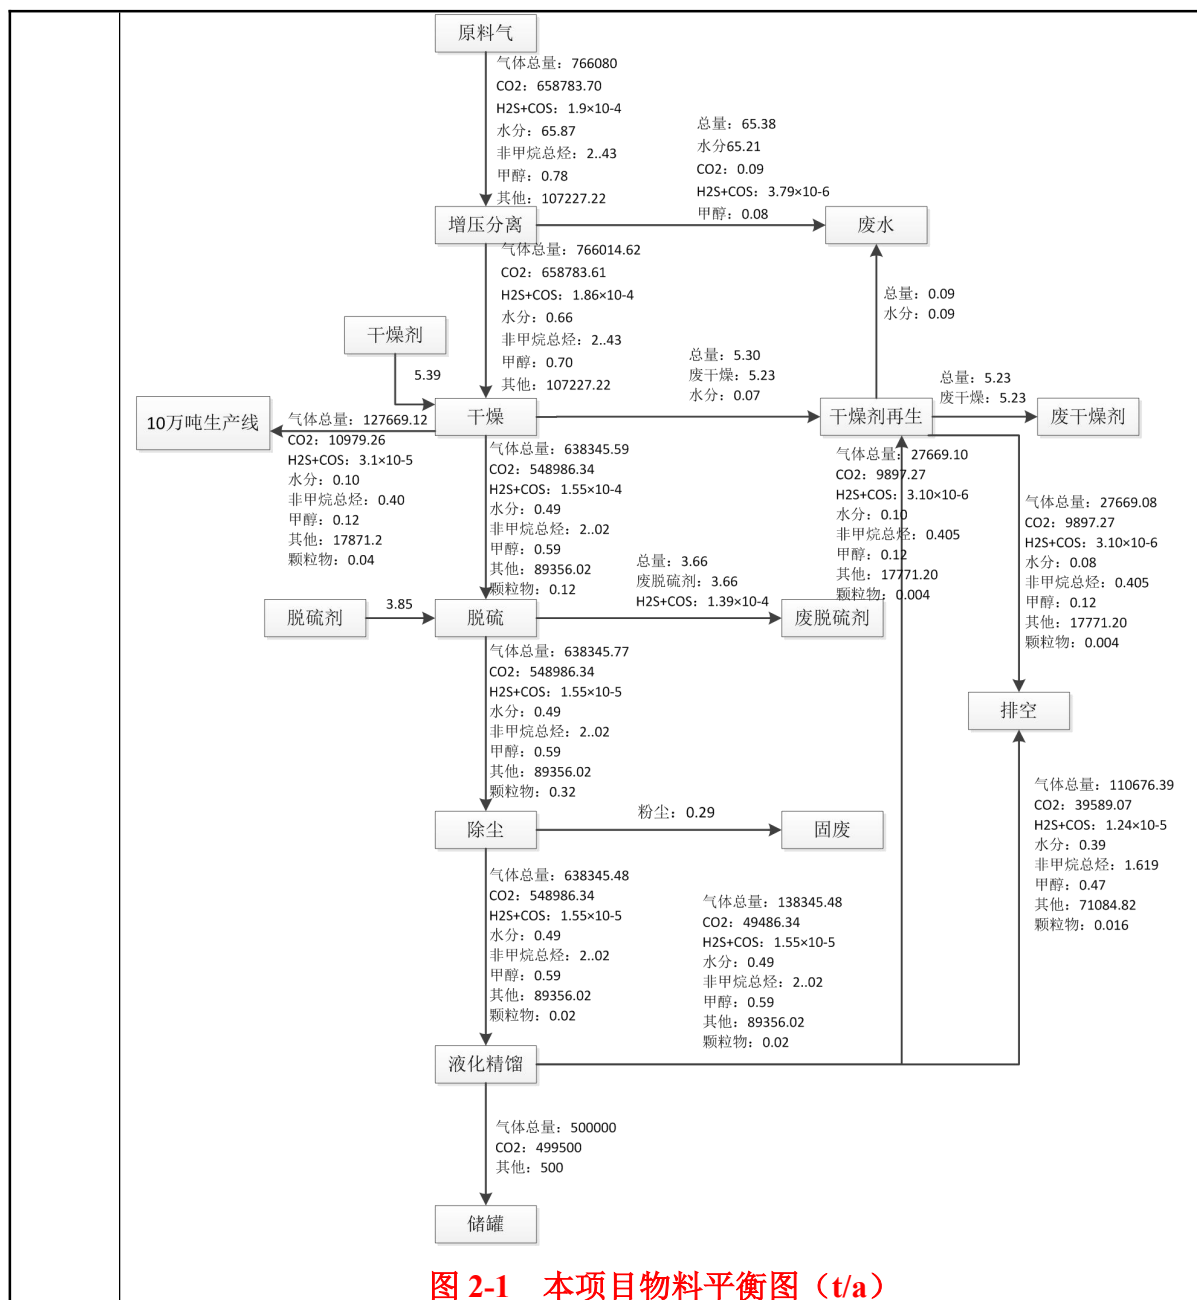 原料气
气体总量：766080
CO2：658783.70
H2S+COS：1.9×10-4
水分：65.87
非甲烷总烃：2..43
甲醇：0.78
其他：107227.22
总量：65.38
水分65.21
CO2：0.09
H2S+COS：3.79×10-6
甲醇：0.08
增压分离
废水
气体总量：766014.62
CO2：658783.61
H2S+COS：1.86×10-4
水分：0.66
非甲烷总烃：2..43
甲醇：0.70
其他：107227.22
总量：0.09
水分：0.09
干燥剂
5.39
总量：5.30
废干燥：5.23
水分：0.07
总量：5.23
废干燥：5.23
10万吨生产线
干燥
干燥剂再生
废干燥剂
气体总量：127669.12
CO2：10979.26
H2S+COS：3.1×10-5
水分：0.10
非甲烷总烃：0.40
甲醇：0.12
其他：17871.2
颗粒物：0.04
气体总量：638345.59
CO2：548986.34
H2S+COS：1.55×10-4
水分：0.49
非甲烷总烃：2..02
甲醇：0.59
其他：89356.02
颗粒物：0.12
气体总量：27669.10
CO2：9897.27
H2S+COS：3.10×10-6
水分：0.10
非甲烷总烃：0.405
甲醇：0.12
其他：17771.20
颗粒物：0.004
气体总量：27669.08
CO2：9897.27
H2S+COS：3.10×10-6
水分：0.08
非甲烷总烃：0.405
甲醇：0.12
其他：17771.20
颗粒物：0.004
总量：3.66
废脱硫剂：3.66
H2S+COS：1.39×10-4
脱硫剂
3.85
脱硫
废脱硫剂
气体总量：638345.77
CO2：548986.34
H2S+COS：1.55×10-5
水分：0.49
非甲烷总烃：2..02
甲醇：0.59
其他：89356.02
颗粒物：0.32
排空
除尘
粉尘：0.29
固废
气体总量：110676.39
CO2：39589.07
H2S+COS：1.24×10-5
水分：0.39
非甲烷总烃：1.619
甲醇：0.47
其他：71084.82
颗粒物：0.016
气体总量：638345.48
CO2：548986.34
H2S+COS：1.55×10-5
水分：0.49
非甲烷总烃：2..02
甲醇：0.59
其他：89356.02
颗粒物：0.02
气体总量：138345.48
CO2：49486.34
H2S+COS：1.55×10-5
水分：0.49
非甲烷总烃：2..02
甲醇：0.59
其他：89356.02
颗粒物：0.02
液化精馏
气体总量：500000
CO2：499500
其他：500
储罐
图 2-1 本项目物料平衡图（t/a）